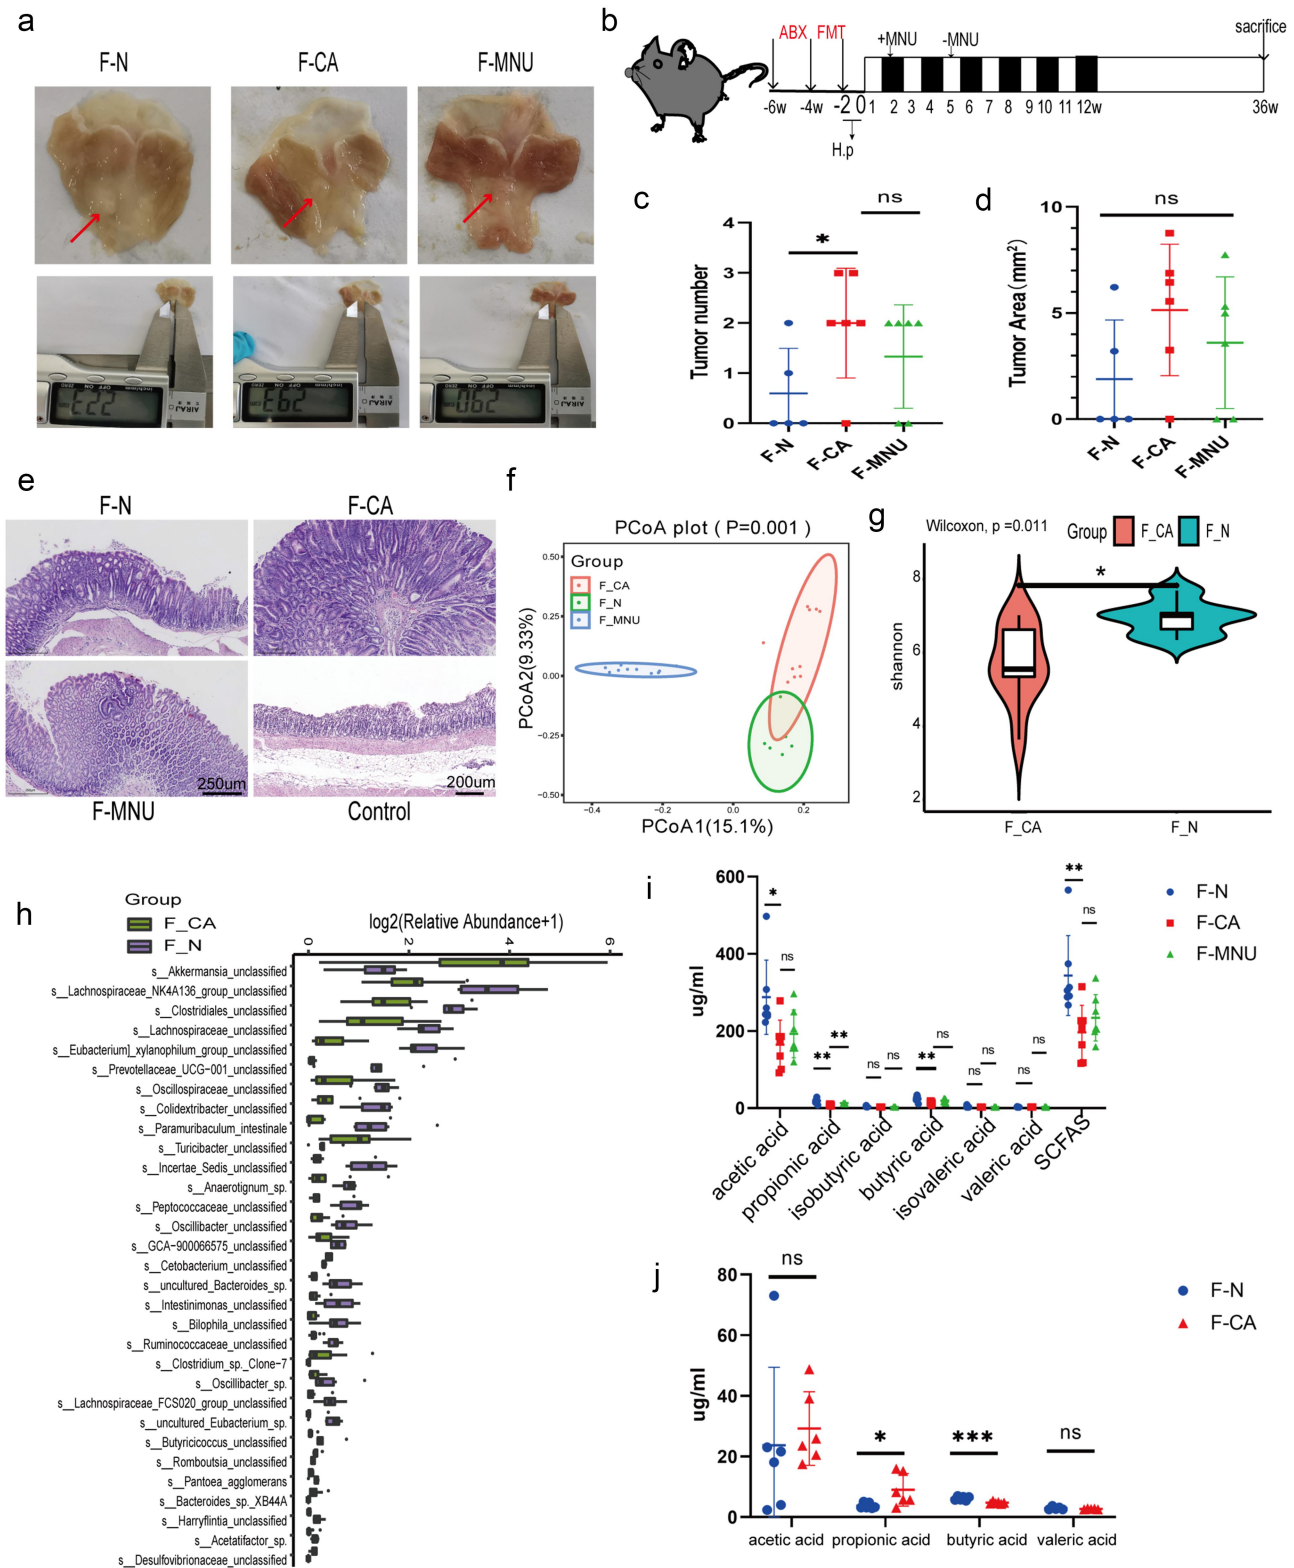 a
F-N
F-CA
F-MNU
b
ABX
FMT
+MNU
-MNU
sacrifice
-6w
-4w
-2
0
1
2
3
4
5
6
7
8
9
10
11
12w
36w
H.p
c
ns
*
4
3
2
1
0
Tumor number
F-N
F-CA
F-MNU
d
ns
10
5
0
Tumor Area(mm²)
F-N
F-CA
F-MNU
e
F-N
F-CA
250um
200um
F-MNU
Control
f
PCoA plot ( P=0.001 )
Group
F_CA
F_N
F_MNU
0.50
0.25
0.00
-0.25
-0.50
PCoA2(9.33%)
-0.4
-0.2
0.0
0.2
PCoA1(15.1%)
g
Wilcoxon, p =0.011
Group
F_CA
F_N
*
8
6
4
2
shannon
F_CA
F_N
h
Group
F_CA
F_N
log2(Relative Abundance+1)
0
2
4
6
s__Akkermansia_unclassified
s__Lachnospiraceae_NK4A136_group_unclassified
s__Clostridiales_unclassified
s__Lachnospiraceae_unclassified
s__Eubacterium]_xylanophilum_group_unclassified
s__Prevotellaceae_UCG-001_unclassified
s__Oscillospiraceae_unclassified
s__Colidextribacter_unclassified
s__Paramuribaculum_intestinale
s__Turicibacter_unclassified
s__Incertae_Sedis_unclassified
s__Anaerotignum_sp.
s__Peptococcaceae_unclassified
s__Oscillibacter_unclassified
s__GCA-900066575_unclassified
s__Cetobacterium_unclassified
s__uncultured_Bacteroides_sp.
s__Intestinimonas_unclassified
s__Bilophila_unclassified
s__Ruminococcaceae_unclassified
s__Clostridium_sp._Clone-7
s__Oscillibacter_sp.
s__Lachnospiraceae_FCS020_group_unclassified
s__uncultured_Eubacterium_sp.
s__Butyricicoccus_unclassified
s__Romboutsia_unclassified
s__Pantoea_agglomerans
s__Bacteroides_sp._XB44A
s__Harryflintia_unclassified
s__Acetatifactor_sp.
s__Desulfovibrionaceae_unclassified
i
600
400
200
0
ug/ml
*
ns
**
**
ns
ns
**
ns
ns
ns
ns
ns
**
ns
F-N
F-CA
F-MNU
acetic acid
propionic acid
isobutyric acid
butyric acid
isovaleric acid
valeric acid
SCFAS
j
80
60
40
20
0
ug/ml
ns
*
***
ns
F-N
F-CA
acetic acid
propionic acid
butyric acid
valeric acid